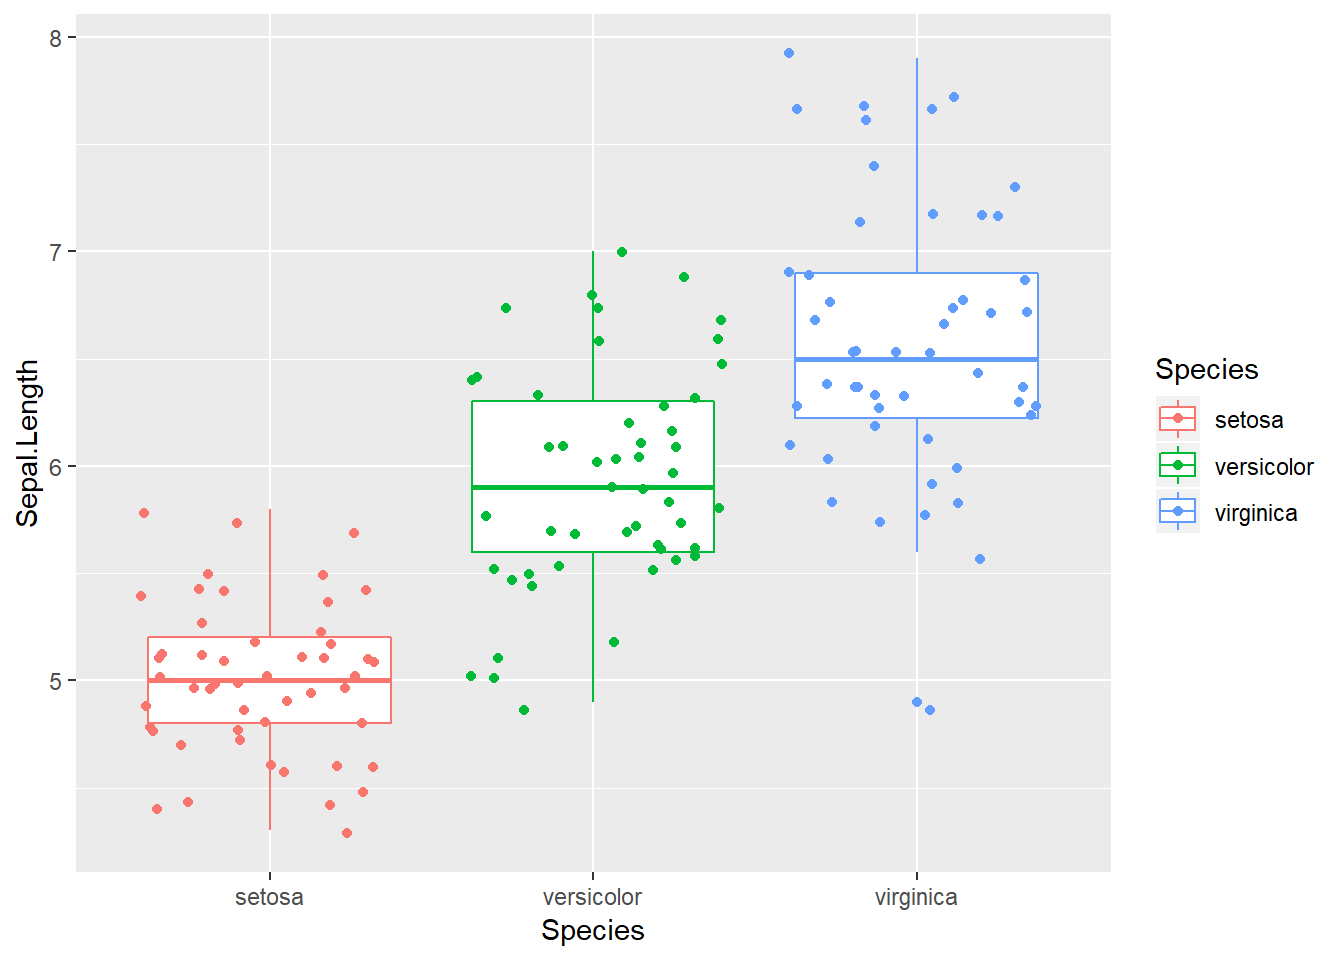 8
7
6
5
Sepal.Length
setosa
versicolor
virginica
Species
Species
setosa
versicolor
virginica